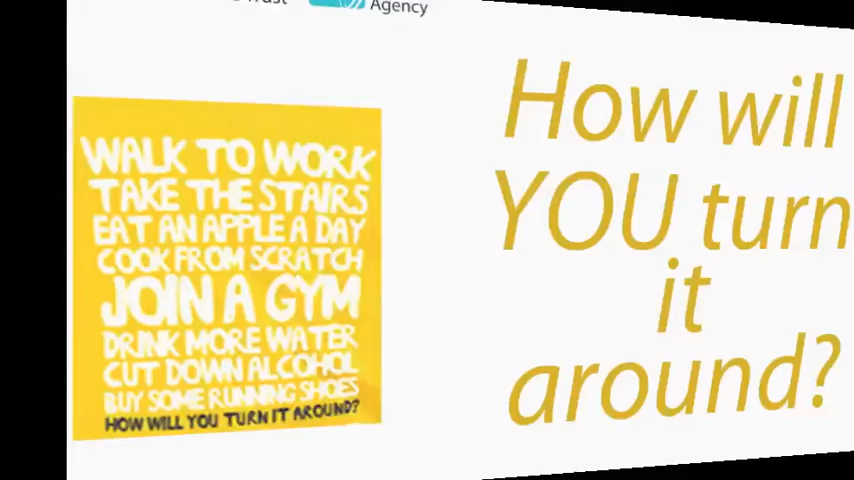 Trust
Agency
WALK TO WORK
TAKE THE STAIRS
EAT AN APPLE A DAY
COOK FROM SCRATCH
JOIN A GYM
DRINK MORE WATER
CUT DOWN ALCOHOL
BUY SOME RUNNING SHOES
HOW WILL YOU TURN IT AROUND?
How will
YOU turn
it
around?